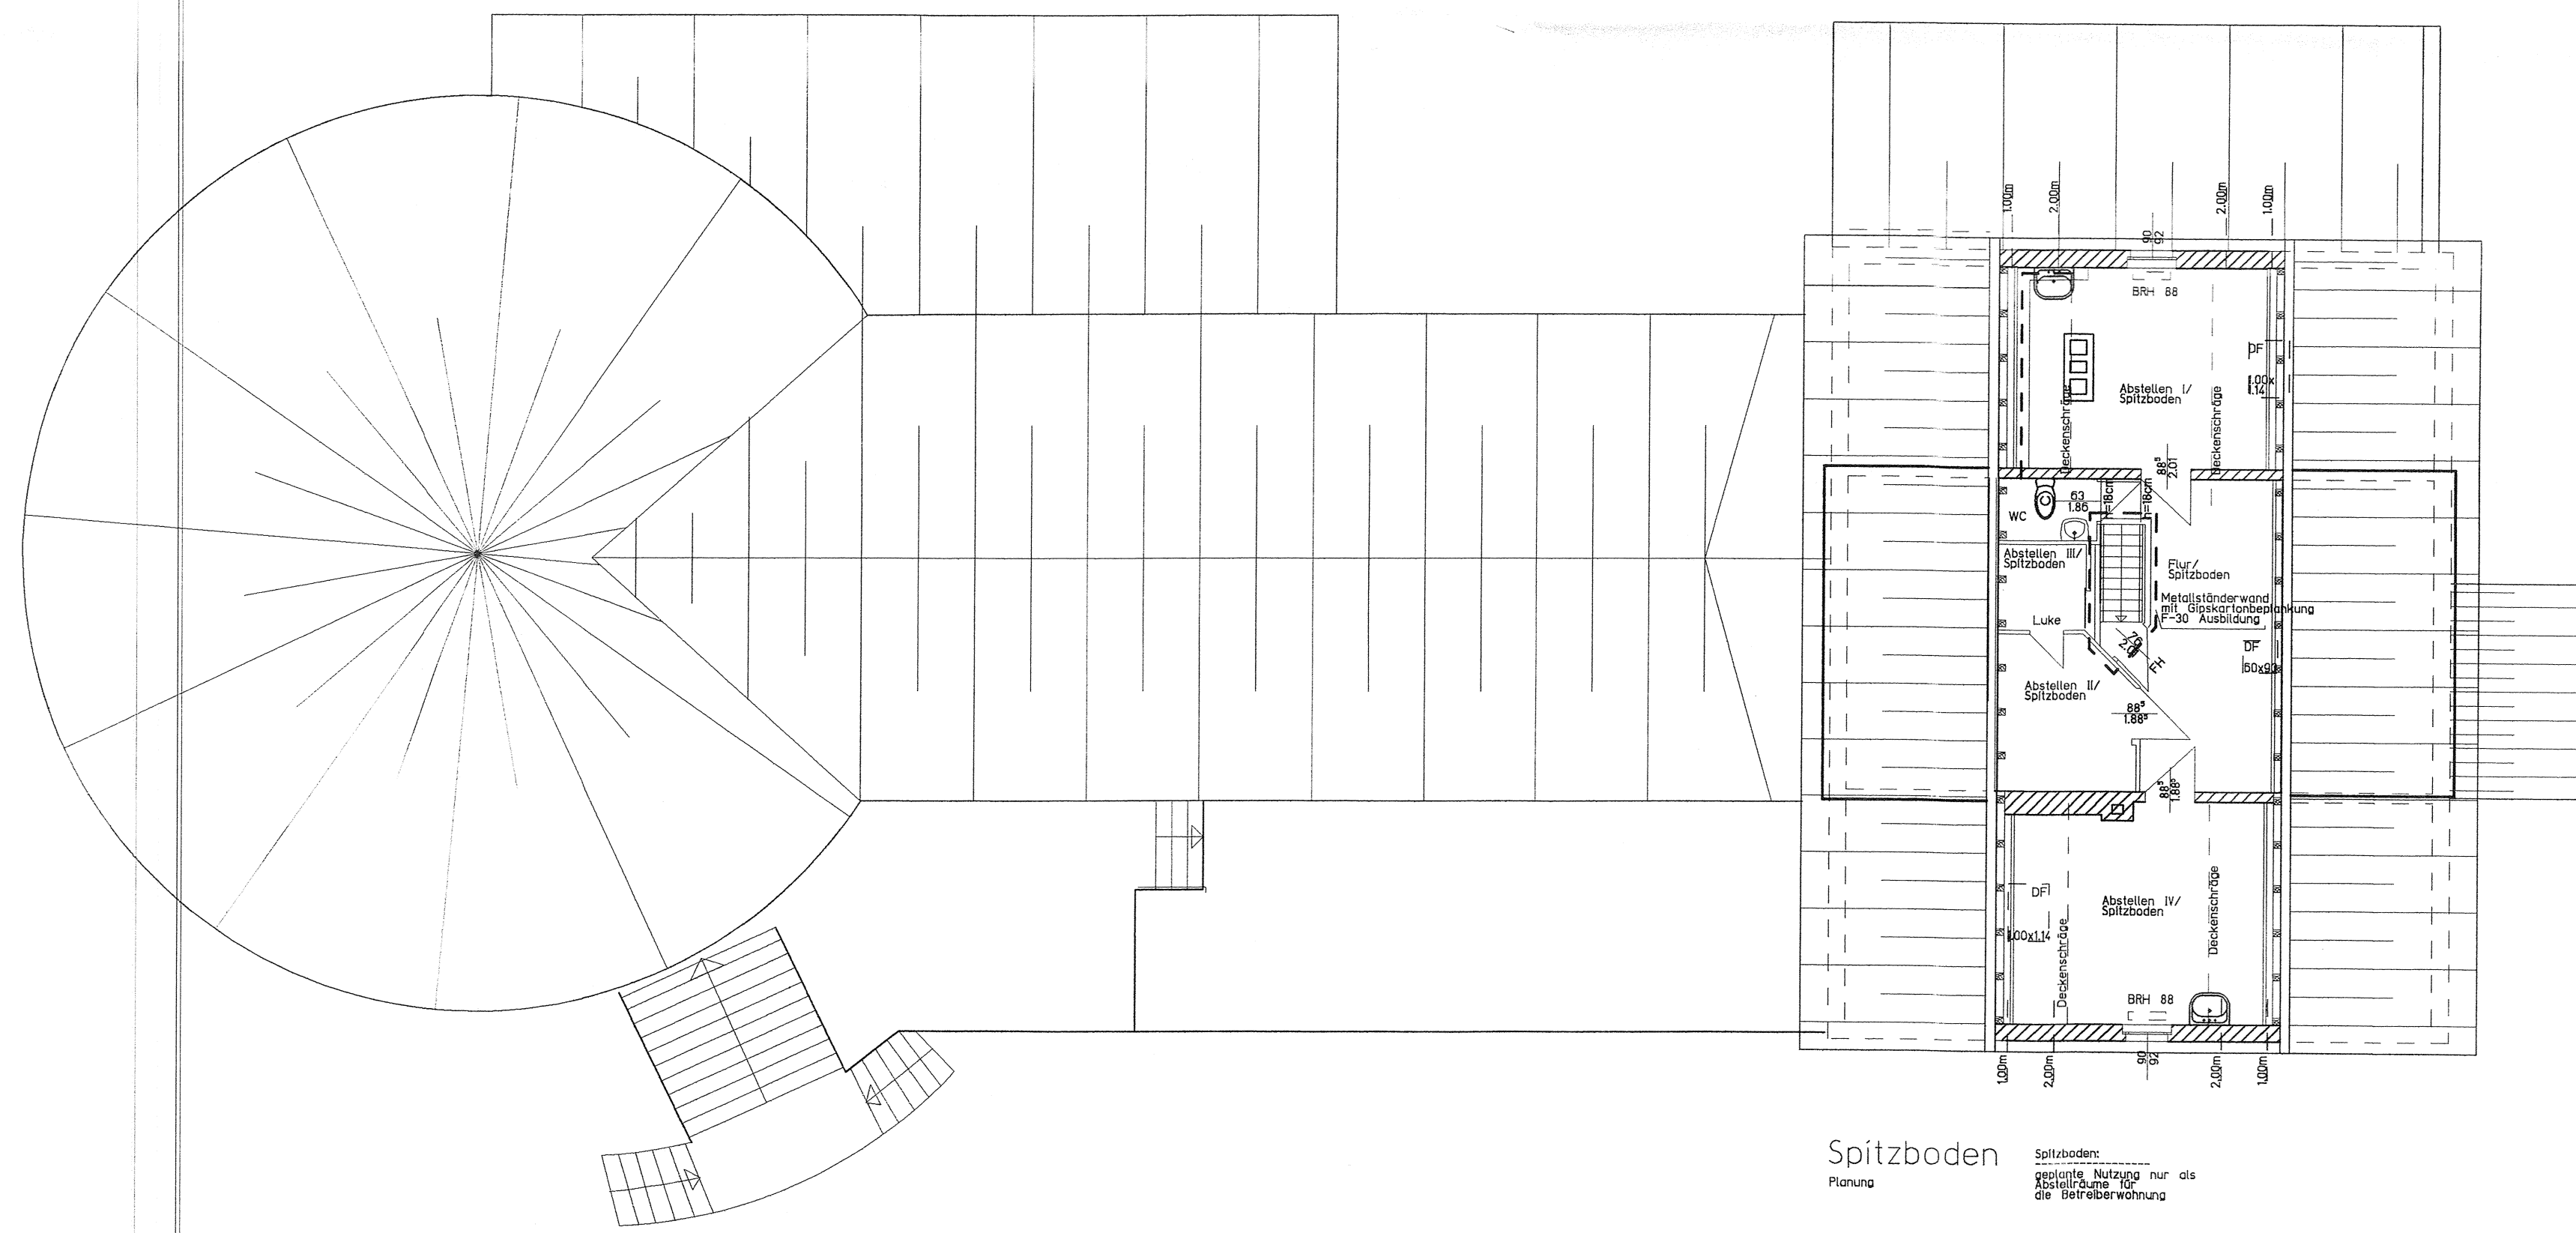 1.00m
2.00m
2.00m
1.00m
90
92
BRH 88
DF
1.00x
1.14
Abstellen I/
Spitzboden
Deckenschräge
Deckenschräge
88⁵
2.01
63
1.86
h=18cm
h=18cm
WC
Abstellen III/
Spitzboden
Flur/
Spitzboden
Metallständerwand
mit Gipskartonbeplankung
F-30 Ausbildung
Luke
76
FH
DF
60x93
Abstellen II/
Spitzboden
88⁵
1.88⁵
88⁵
1.88⁵
DF
1.00x1.14
Abstellen IV/
Spitzboden
Deckenschräge
Deckenschräge
BRH 88
90
92
1.00m
2.00m
2.00m
1.00m
Spitzboden
Planung
Spitzboden:
geplante Nutzung nur als
Abstellräume für
die Betreiberwohnung